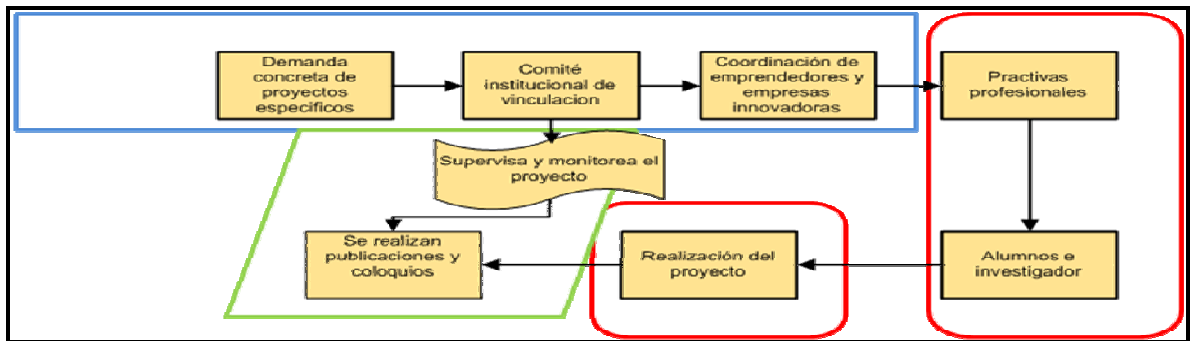 Demanda
concreta de
proyectos
especificos
Comité
institucional de
vinculacion
Coordinación de
emprendedores y
empresas
innovadoras
Practivas
profesionales
Supervisa y monitorea el
proyecto
Se realizan
publicaciones y
coloquios
Realización del
proyecto
Alumnos e
investigador